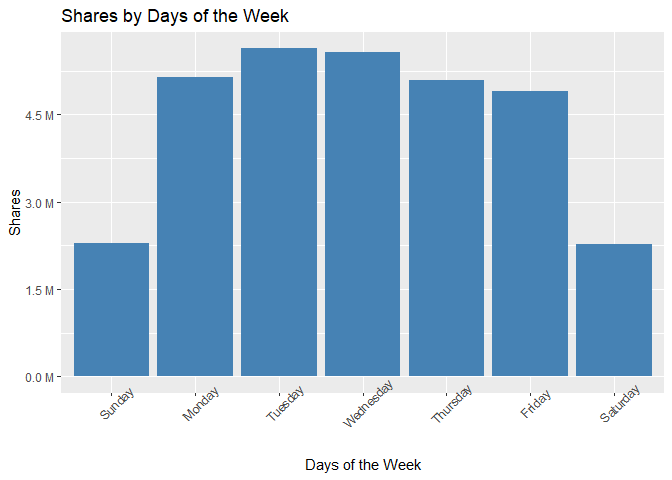 Shares by Days of the Week
4.5 M
3.0 M
1.5 M
0.0 M
Shares
Sunday
Monday
Tuesday
Wednesday
Thursday
Friday
Saturday
Days of the Week